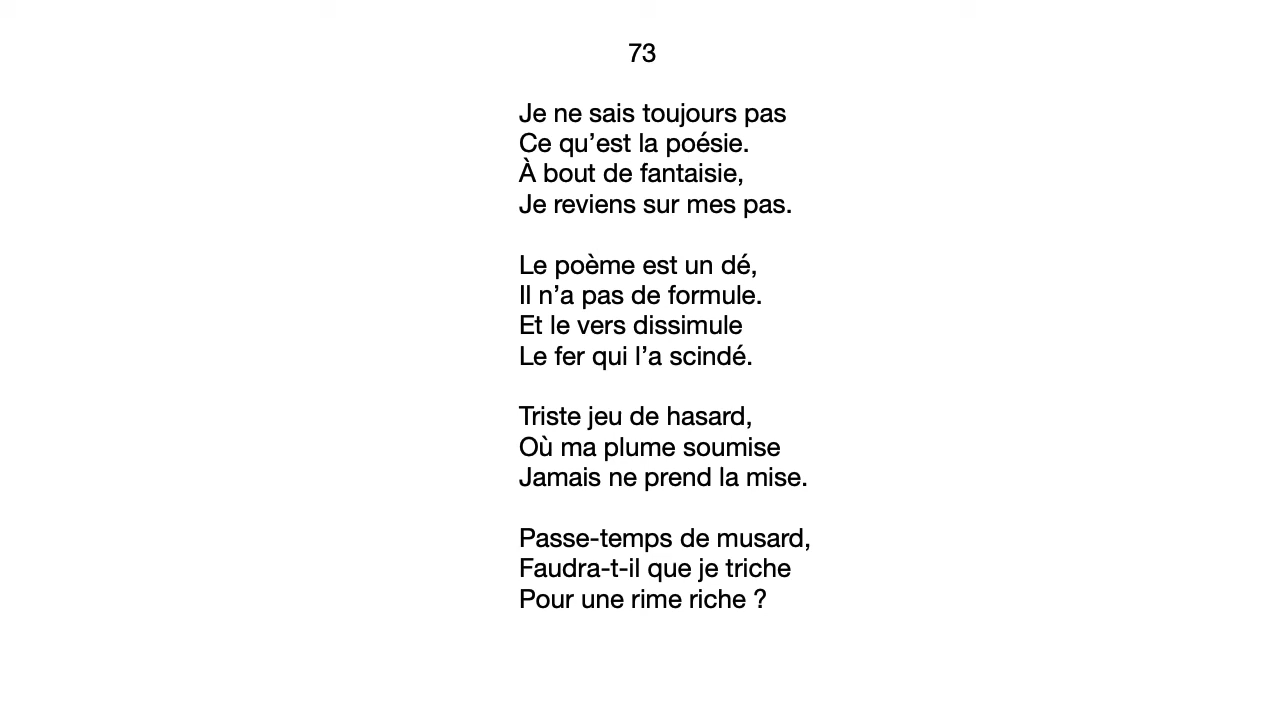 73
Je ne sais toujours pas
Ce qu’est la poésie.
À bout de fantaisie,
Je reviens sur mes pas.
Le poème est un dé,
Il n’a pas de formule.
Et le vers dissimule
Le fer qui l’a scindé.
Triste jeu de hasard,
Où ma plume soumise
Jamais ne prend la mise.
Passe-temps de musard,
Faudra-t-il que je triche
Pour une rime riche ?